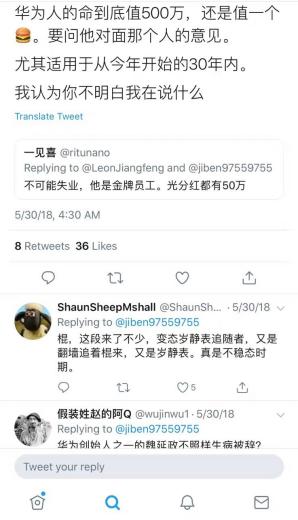 华为人的命到底值500万，还是值一个
🍔。要问他对面那个人的意见。
尤其适用于从今年开始的30年内。
我认为你不明白我在说什么
Translate Tweet
一见喜 @ritunano
Replying to @LeonJiangfeng and @jiben97559755
不可能失业，他是金牌员工。光分红都有50万
5/30/18, 4:30 AM
8 Retweets 36 Likes
ShaunSheepMshall @ShaunSh... · 5/30/18
Replying to @jiben97559755
棍，这段来了不少，变态岁静表追随者，又是
翻墙追着棍来，又是岁静表。真是不稳态时
期。
5
假装姓赵的阿Q @wujinwu1 · 5/30/18
Replying to @jiben97559755
华为创始人之一的魏延政不照样生病被辞?
Tweet your reply